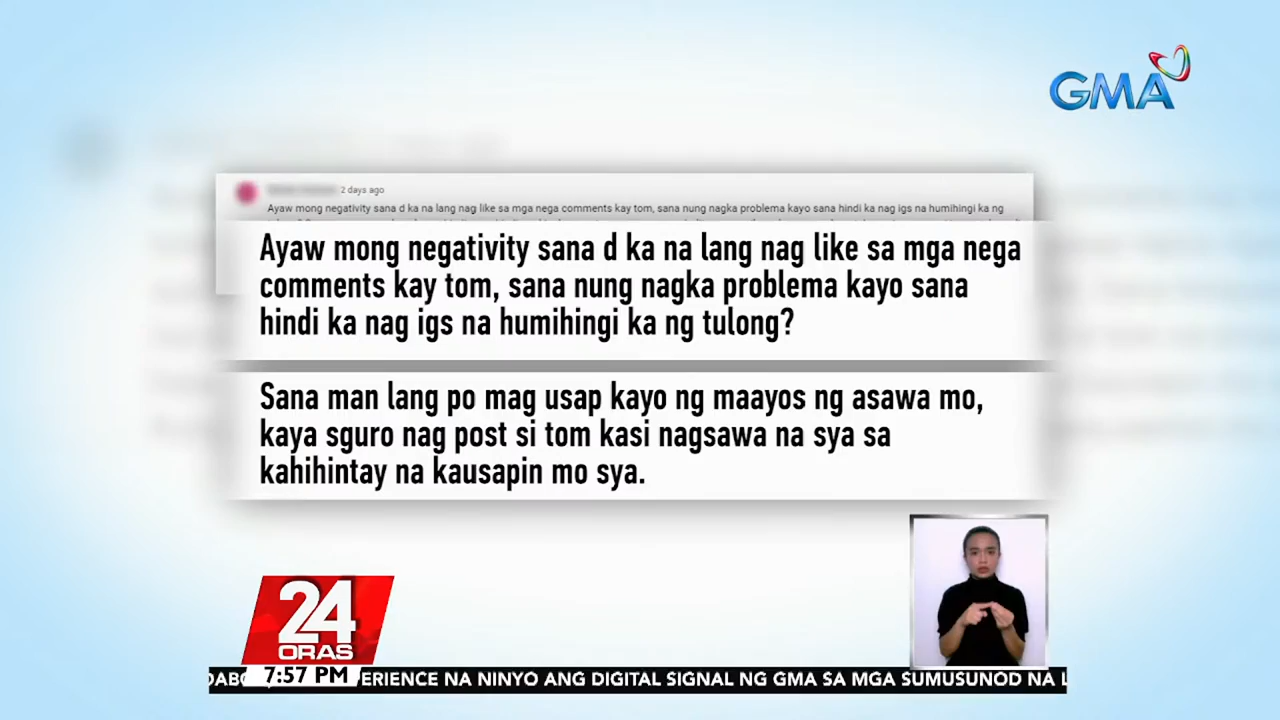 GMA
2 days ago
Ayaw mong negativity sana d ka na lang nag like sa mga nega comments kay tom, sana nung nagka problema kayo sana hindi ka nag igs na humihingi ka ng
Ayaw mong negativity sana d ka na lang nag like sa mga nega
comments kay tom, sana nung nagka problema kayo sana
hindi ka nag igs na humihingi ka ng tulong?
Sana man lang po mag usap kayo ng maayos ng asawa mo,
kaya sguro nag post si tom kasi nagsawa na sya sa
kahihintay na kausapin mo sya.
24
ORAS
7:57 PM
NA NINYO ANG DIGITAL SIGNAL NG GMA SA MGA SUMUSUNOD NA